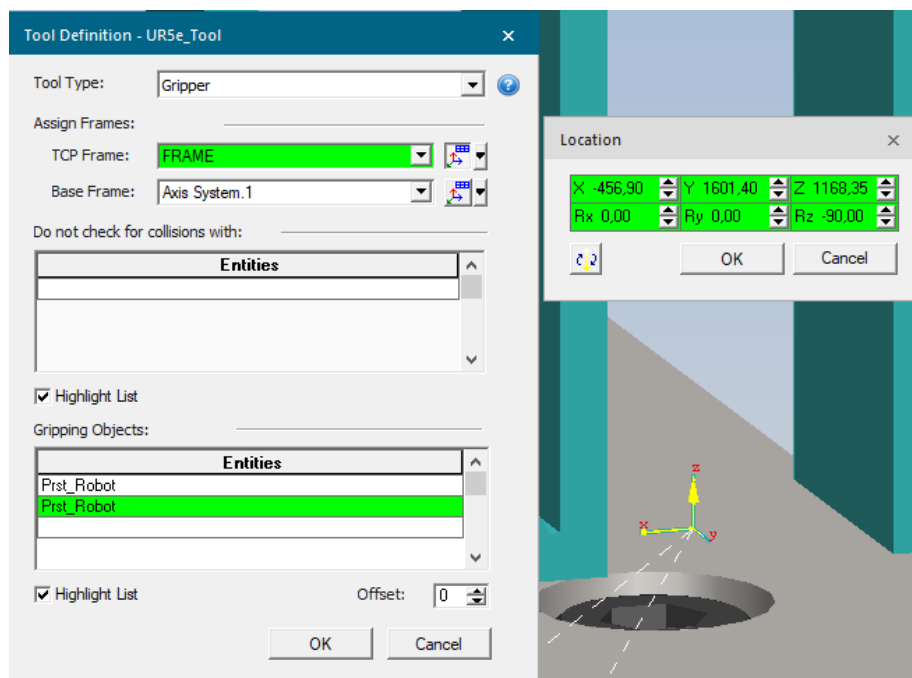 Tool Definition - UR5e_Tool
Tool Type: Gripper
Assign Frames:
TCP Frame: FRAME
Base Frame: Axis System.1
Do not check for collisions with:
Entities
Highlight List
Gripping Objects:
Entities
Prst_Robot
Prst_Robot
Highlight List Offset: 0
OK Cancel
Location
X -456,90 Y 1601,40 Z 1168,35
Rx 0,00 Ry 0,00 Rz -90,00
OK Cancel
z
x
y